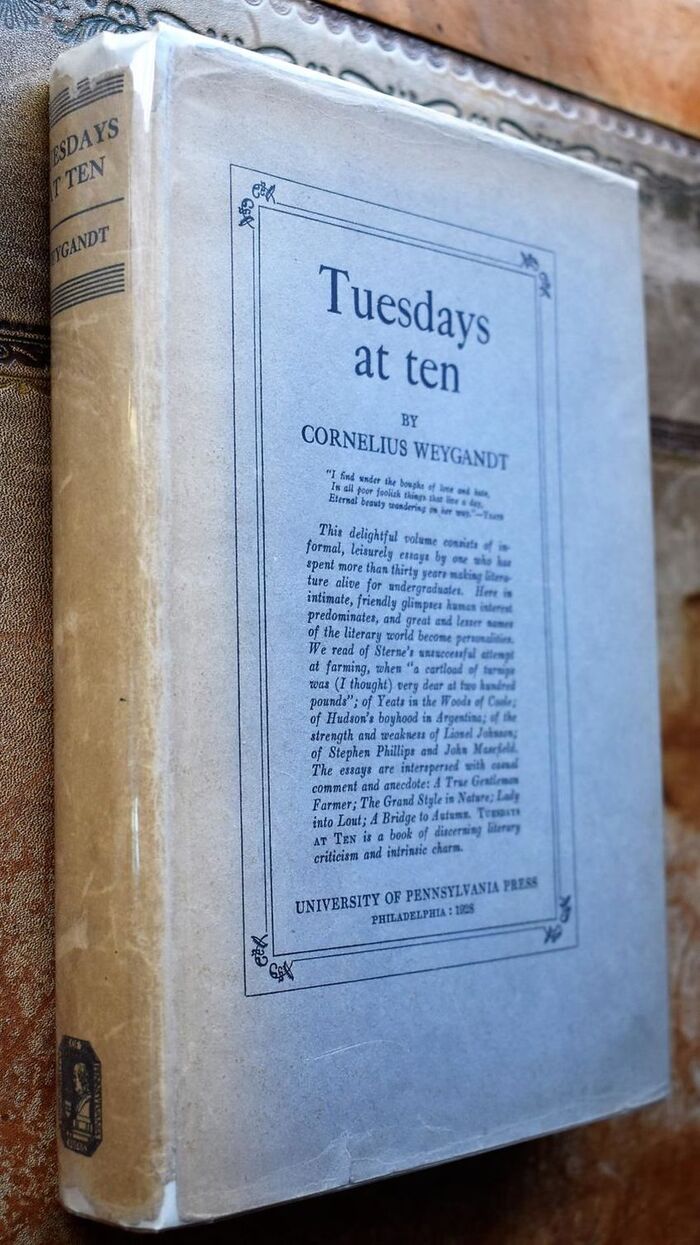 ESDAYS
T TEN
YGANDT
Tuesdays
at ten
BY
CORNELIUS WEYGANDT
"I find under the boughs of love and hate,
In all poor foolish things that live a day,
Eternal beauty wandering on her way."—Yeats
This delightful volume consists of in-
formal, leisurely essays by one who has
spent more than thirty years making litera-
ture alive for undergraduates. Here in
intimate, friendly glimpses human interest
predominates, and great and lesser names
of the literary world become personalities.
We read of Sterne's unsuccessful attempt
at farming, when "a cartload of turnips
was (I thought) very dear at two hundred
pounds"; of Yeats in the Woods of Coole;
of Hudson's boyhood in Argentina; of the
strength and weakness of Lionel Johnson;
of Stephen Phillips and John Masefield.
The essays are interspersed with casual
comment and anecdote: A True Gentleman
Farmer; The Grand Style in Nature; Lady
into Lout; A Bridge to Autumn. TUESDAYS
AT TEN is a book of discerning literary
criticism and intrinsic charm.
UNIVERSITY OF PENNSYLVANIA PRESS
PHILADELPHIA : 1928